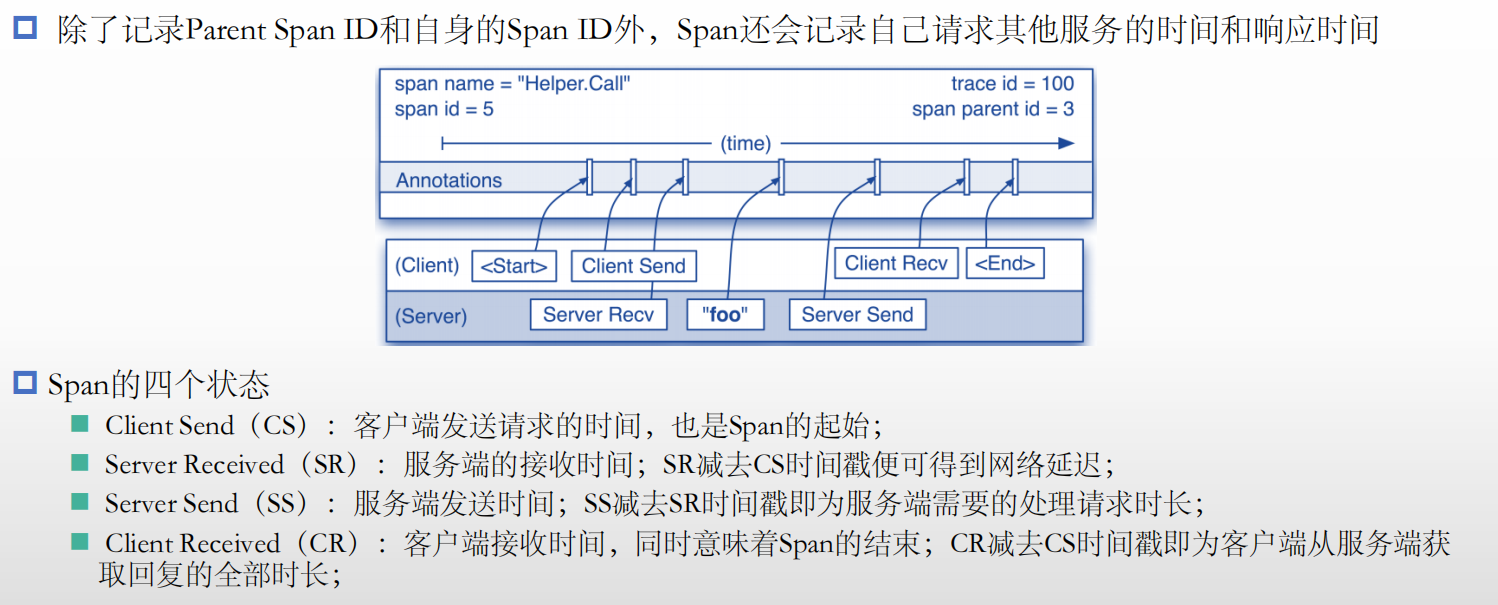 除了记录Parent Span ID和自身的Span ID外，Span还会记录自己请求其他服务的时间和响应时间
span name = "Helper.Call"
trace id = 100
span id = 5
span parent id = 3
(time)
Annotations
(Client)
<Start>
Client Send
Client Recv
<End>
(Server)
Server Recv
"foo"
Server Send
Span的四个状态
Client Send（CS）：客户端发送请求的时间，也是Span的起始；
Server Received（SR）：服务端的接收时间；SR减去CS时间戳便可得到网络延迟；
Server Send（SS）：服务端发送时间；SS减去SR时间戳即为服务端需要的处理请求时长；
Client Received（CR）：客户端接收时间，同时意味着Span的结束；CR减去CS时间戳即为客户端从服务端获
取回复的全部时长；